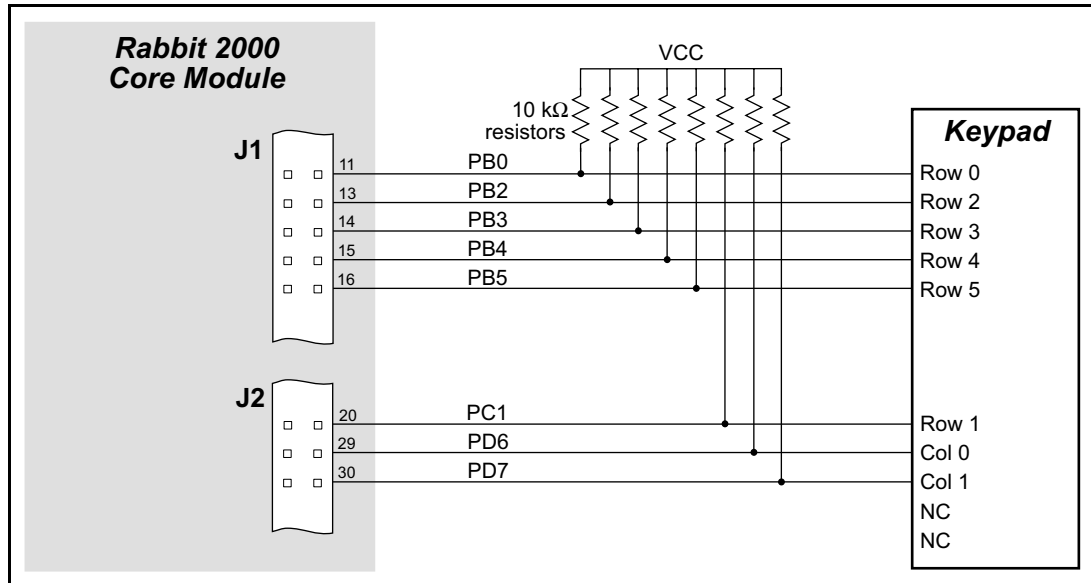 Rabbit 2000
Core Module
VCC
10 kΩ
resistors
Keypad
J1
11
PB0
Row 0
13
PB2
Row 2
14
PB3
Row 3
15
PB4
Row 4
16
PB5
Row 5
J2
20
PC1
Row 1
29
PD6
Col 0
30
PD7
Col 1
NC
NC